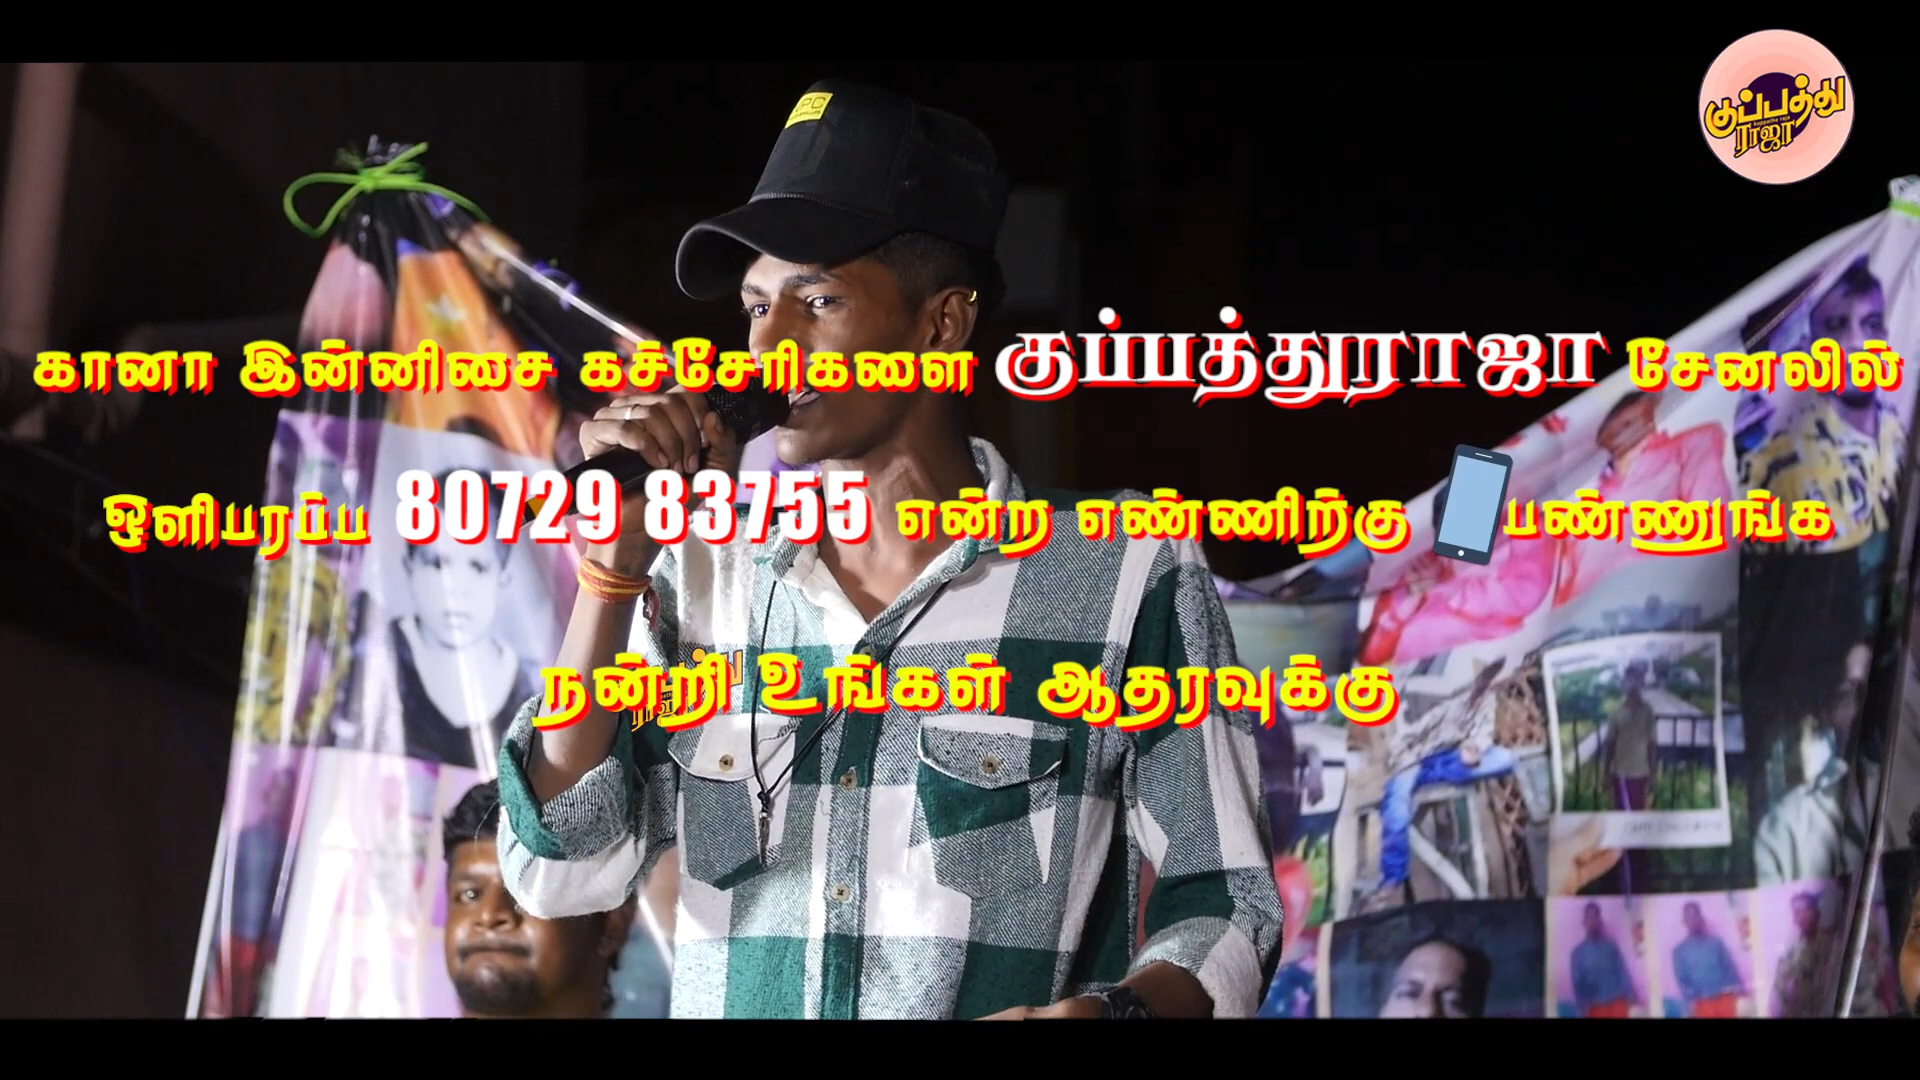 குப்பத்து
ராஜா
கானா இன்னிசை கச்சேரிகளை குப்பத்துராஜா சேனலில்
ஒளிபரப்ப 80729 83755 என்ற எண்ணிற்கு பண்ணுங்க
நன்றி உங்கள் ஆதரவுக்கு